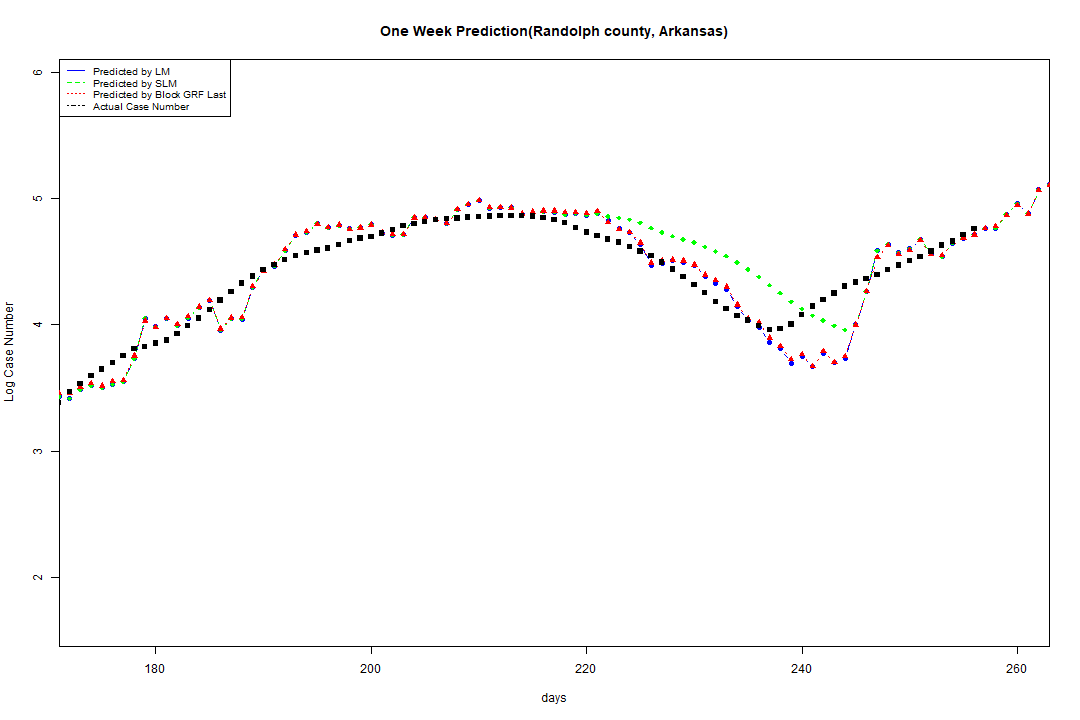 One Week Prediction(Randolph county, Arkansas)
Predicted by LM
Predicted by SLM
Predicted by Block GRF Last
Actual Case Number
6
5
4
3
2
Log Case Number
180 200 220 240 260
days